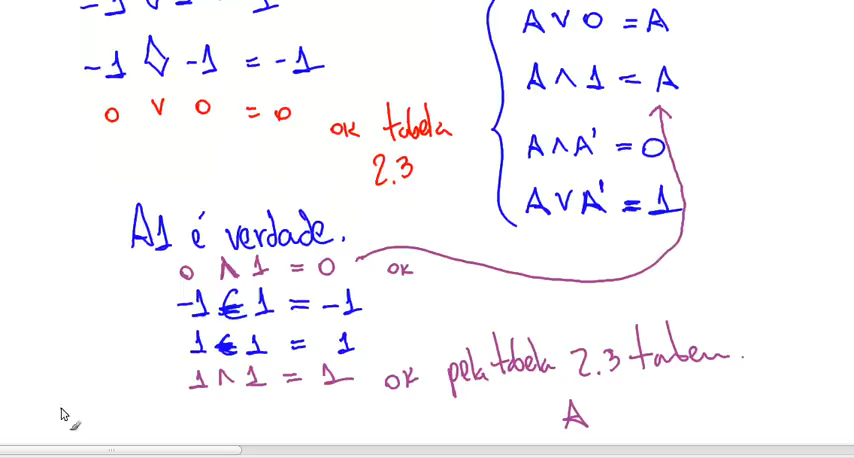 -1 ◊ -1 = -1
0 ∨ 0 = 0
ok tabela
2.3
A ∨ 0 = A
A ∧ 1 = A
A ∧ A' = 0
A ∨ A' = 1
A1 é verdade.
0 ∧ 1 = 0 ok
-1 € 1 = -1
1 € 1 = 1
1 ∧ 1 = 1 ok pela tabela 2.3 tabem.
A